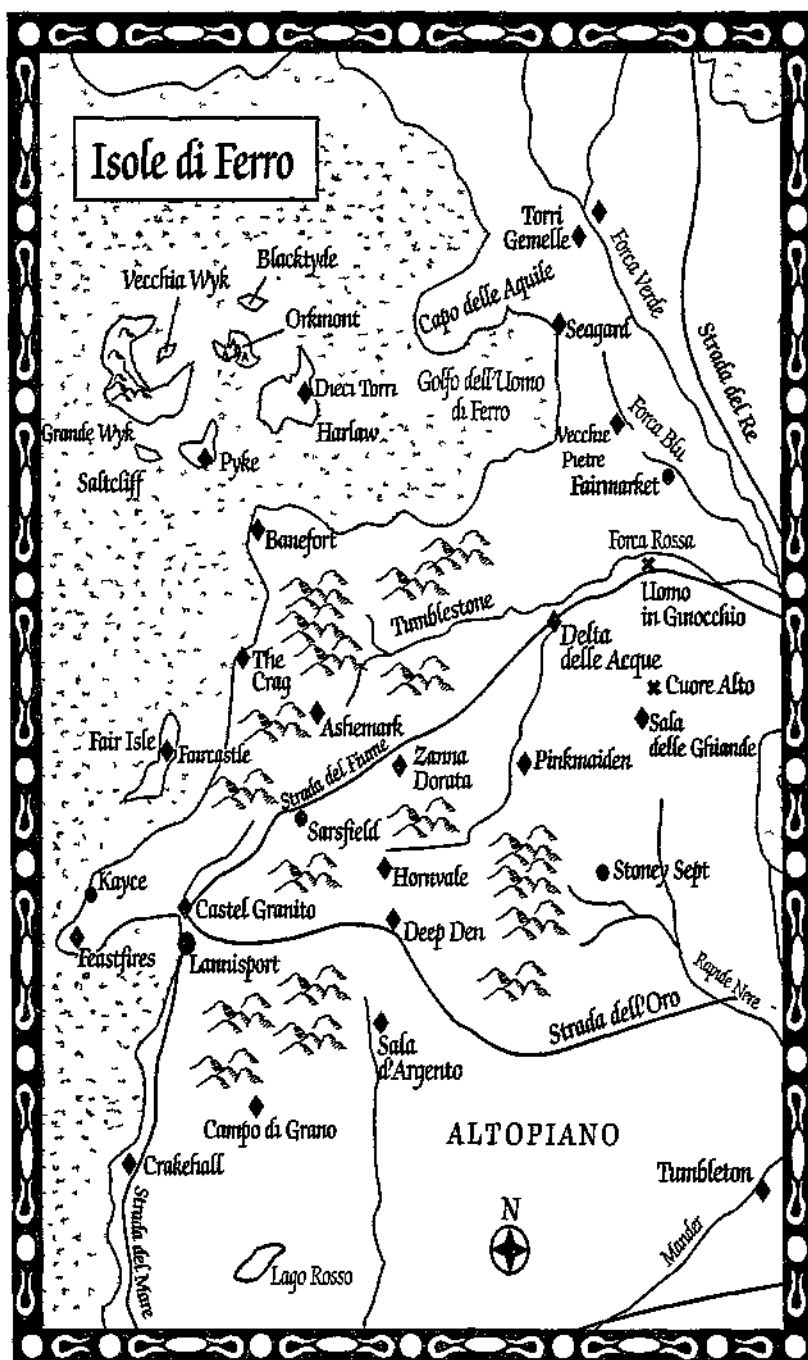 Isole di Ferro
Torri
Gemelle
Forca Verde
Blacktyde
Vecchia Wyk
Orkmont
Capo delle Aquile
Seagard
Strada del Re
Dieci Torri
Golfo dell'Uomo
di Ferro
Harlaw
Grande Wyk
Saltcliff
Pyke
Forca Blu
Vecchie
Pietre
Fairmarket
Banefort
Forca Rossa
Uomo
in Ginocchio
Tumblestone
Delta
delle Acque
The
Crag
Cuore Alto
Ashemark
Sala
delle Ghiande
Fair Isle
Faircastle
Strada del Fiume
Zanna
Dorata
Pinkmaiden
Sarsfield
Kayce
Hornvale
Stoney Sept
Castel Granito
Feastfires
Lannisport
Deep Den
Rapide Nere
Strada dell'Oro
Sala
d'Argento
Campo di Grano
ALTOPIANO
Crakehall
Tumbleton
Strada del Mare
N
Mander
Lago Rosso